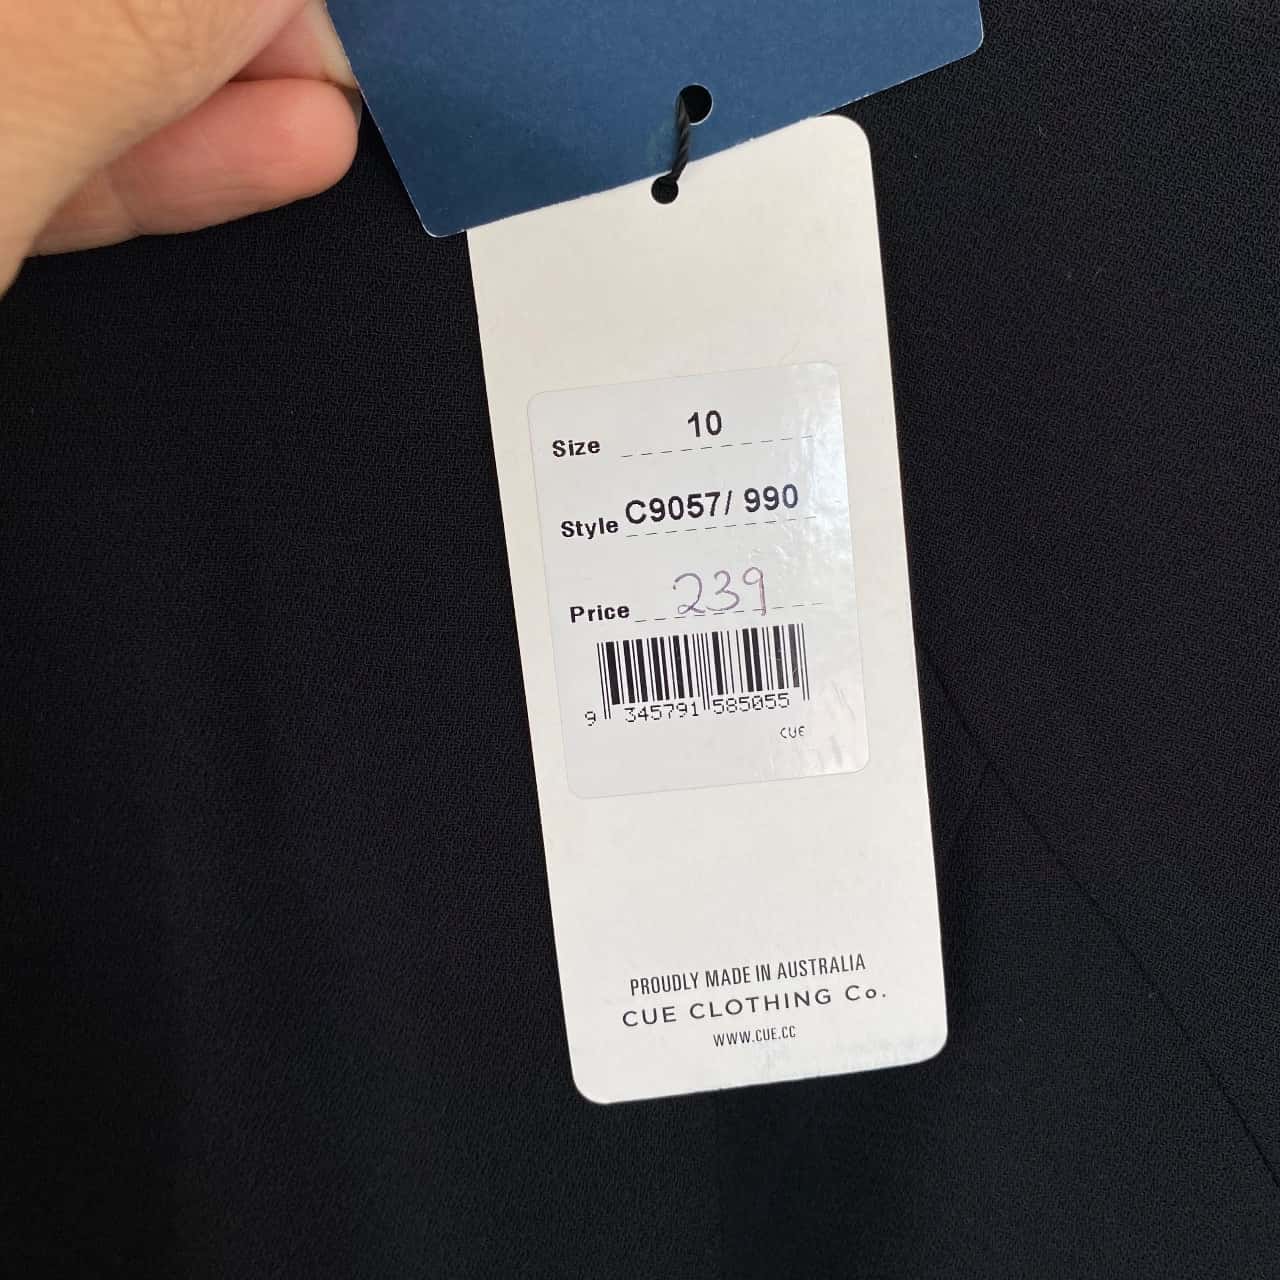 Size 10
Style C9057/ 990
Price 239
9 345791 585055
CUE
PROUDLY MADE IN AUSTRALIA
CUE CLOTHING Co.
WWW.CUE.CC